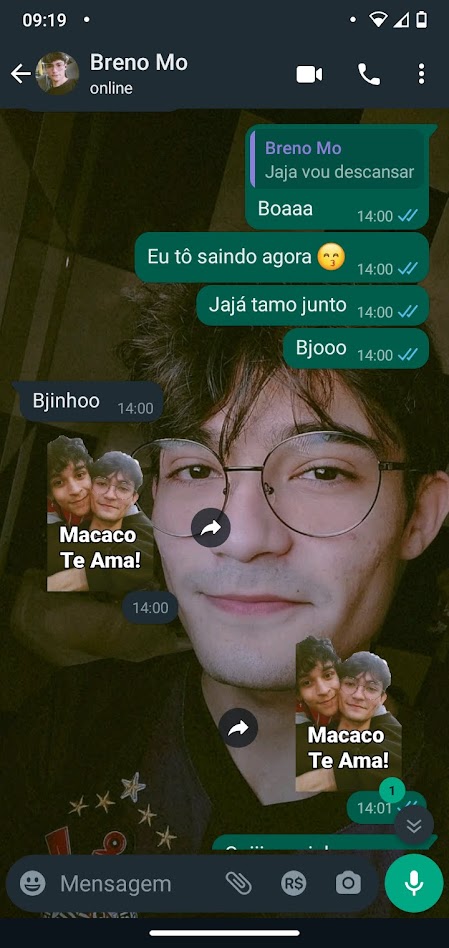 09:19
Breno Mo
online
Breno Mo
Jaja vou descansar
Boaaa 14:00
Eu tô saindo agora 😙 14:00
Jajá tamo junto 14:00
Bjooo 14:00
Bjinhoo 14:00
Macaco
Te Ama!
14:00
Macaco
Te Ama!
1
14:01
Mensagem
R$